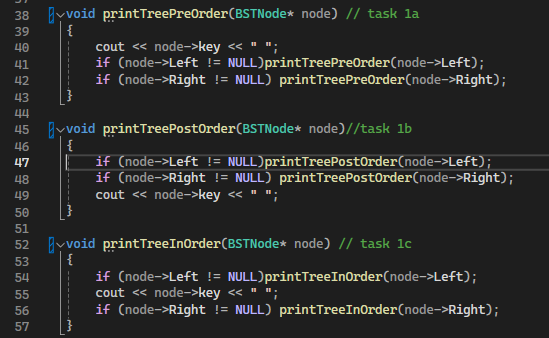 38 void printTreePreOrder(BSTNode* node) // task 1a
39 {
40 cout << node->key << " ";
41 if (node->Left != NULL)printTreePreOrder(node->Left);
42 if (node->Right != NULL) printTreePreOrder(node->Right);
43 }
44
45 void printTreePostOrder(BSTNode* node)//task 1b
46 {
47 if (node->Left != NULL)printTreePostOrder(node->Left);
48 if (node->Right != NULL) printTreePostOrder(node->Right);
49 cout << node->key << " ";
50 }
51
52 void printTreeInOrder(BSTNode* node) // task 1c
53 {
54 if (node->Left != NULL)printTreeInOrder(node->Left);
55 cout << node->key << " ";
56 if (node->Right != NULL) printTreeInOrder(node->Right);
57 }